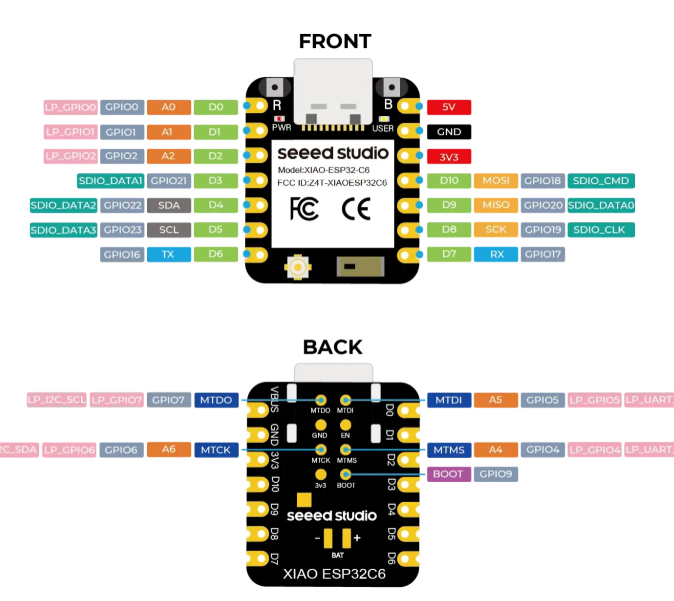 FRONT
R B
PWR USER
LP_GPIO0 GPIO0 A0 D0 5V
LP_GPIO1 GPIO1 A1 D1 GND
LP_GPIO2 GPIO2 A2 D2 3V3
SDIO_DATA1 GPIO21 D3 D10 MOSI GPIO18 SDIO_CMD
SDIO_DATA2 GPIO22 SDA D4 D9 MISO GPIO20 SDIO_DATA0
SDIO_DATA3 GPIO23 SCL D5 D8 SCK GPIO19 SDIO_CLK
GPIO16 TX D6 D7 RX GPIO17
seeed studio
Model:XIAO-ESP32-C6
FCC ID:Z4T-XIAOESP32C6
FC CE
BACK
LP_I2C_SCL LP_GPIO7 GPIO7 MTDO MTDI A5 GPIO5 LP_GPIO5 LP_UART
2C_SDA LP_GPIO6 GPIO6 A6 MTCK MTMS A4 GPIO4 LP_GPIO4 LP_UART
BOOT GPIO9
VBUS
GND
3V3
D10
D9
D8
D7
MTDO MTDI
GND EN
MTCK MTMS
3v3 BOOT
D0
D1
D2
D3
D4
D5
D6
seeed studio
- +
BAT
XIAO ESP32C6